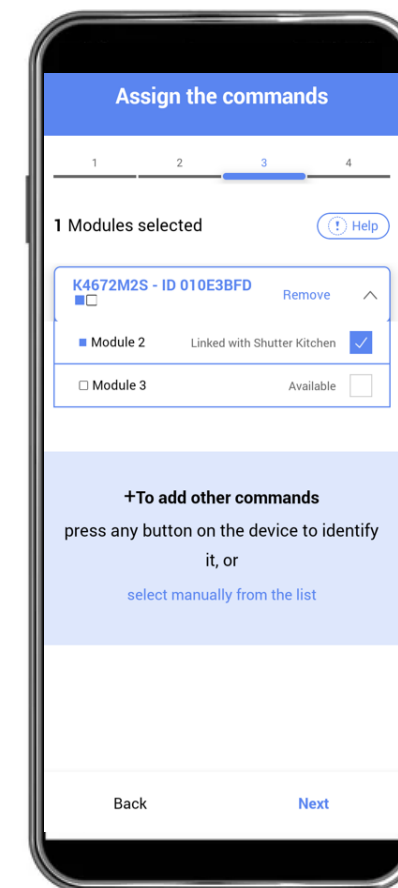 Assign the commands
1 2 3 4
1 Modules selected
! Help
K4672M2S - ID 010E3BFD
Remove
Module 2 Linked with Shutter Kitchen
Module 3 Available
+To add other commands
press any button on the device to identify
it, or
select manually from the list
Back Next